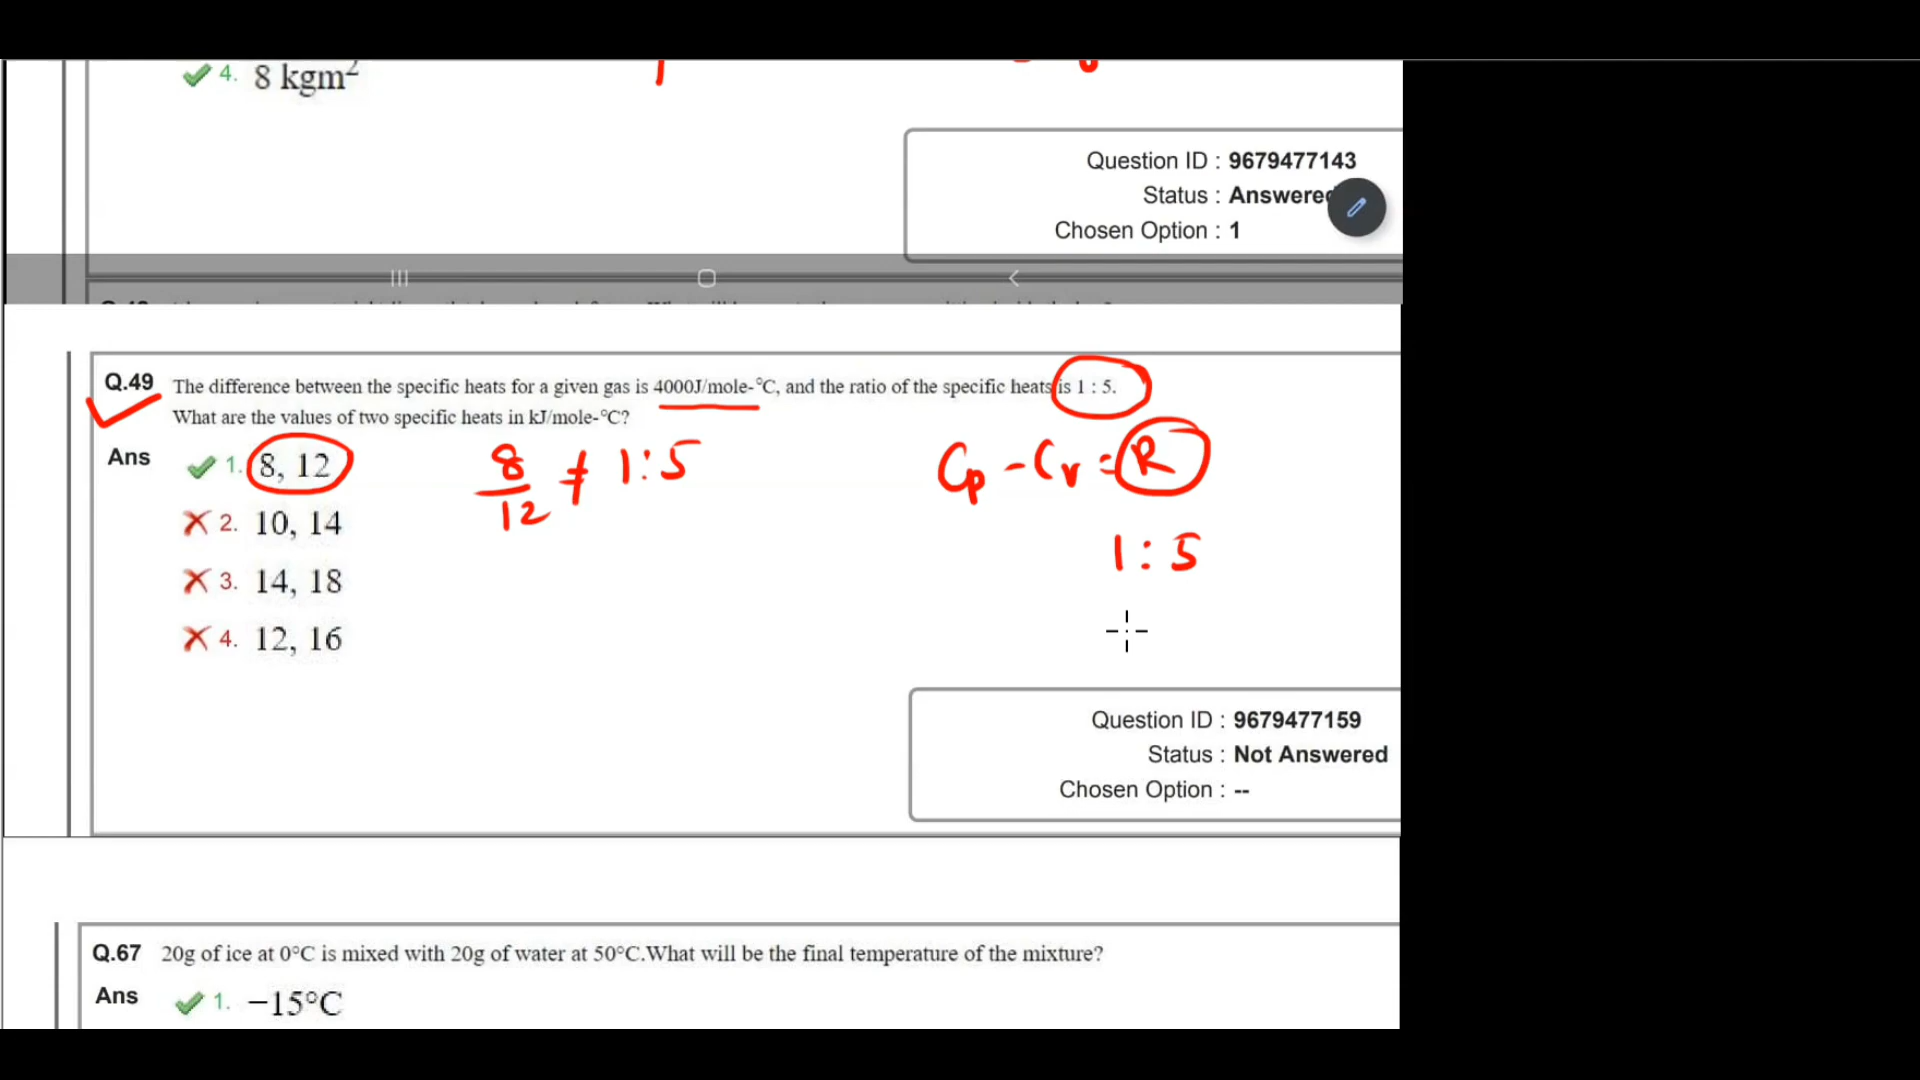 4. 8 kgm²
Question ID : 9679477143
Status : Answered
Chosen Option : 1
Q.49 The difference between the specific heats for a given gas is 4000J/mole-°C, and the ratio of the specific heats is 1 : 5.
What are the values of two specific heats in kJ/mole-°C?
Ans 1. 8, 12
2. 10, 14
3. 14, 18
4. 12, 16
8/12 ≠ 1:5
Cp - Cv = R
1:5
Question ID : 9679477159
Status : Not Answered
Chosen Option : --
Q.67 20g of ice at 0°C is mixed with 20g of water at 50°C.What will be the final temperature of the mixture?
Ans 1. −15°C